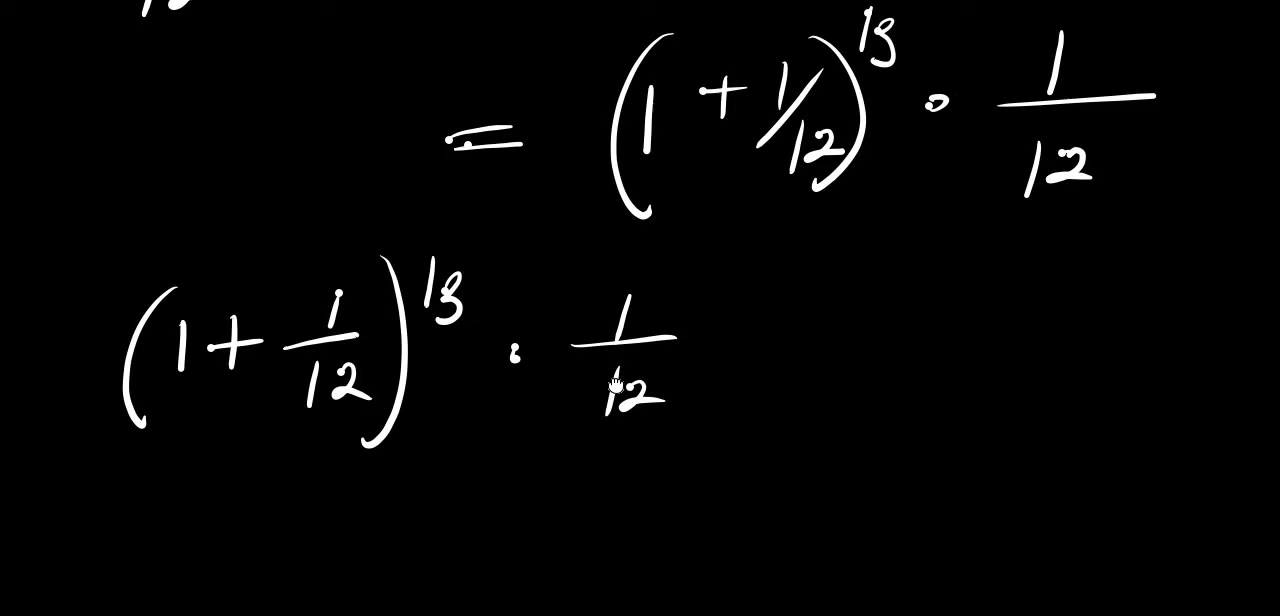 = (1 + 1/12)^13 · 1/12
(1 + 1/12)^13 · 1/12